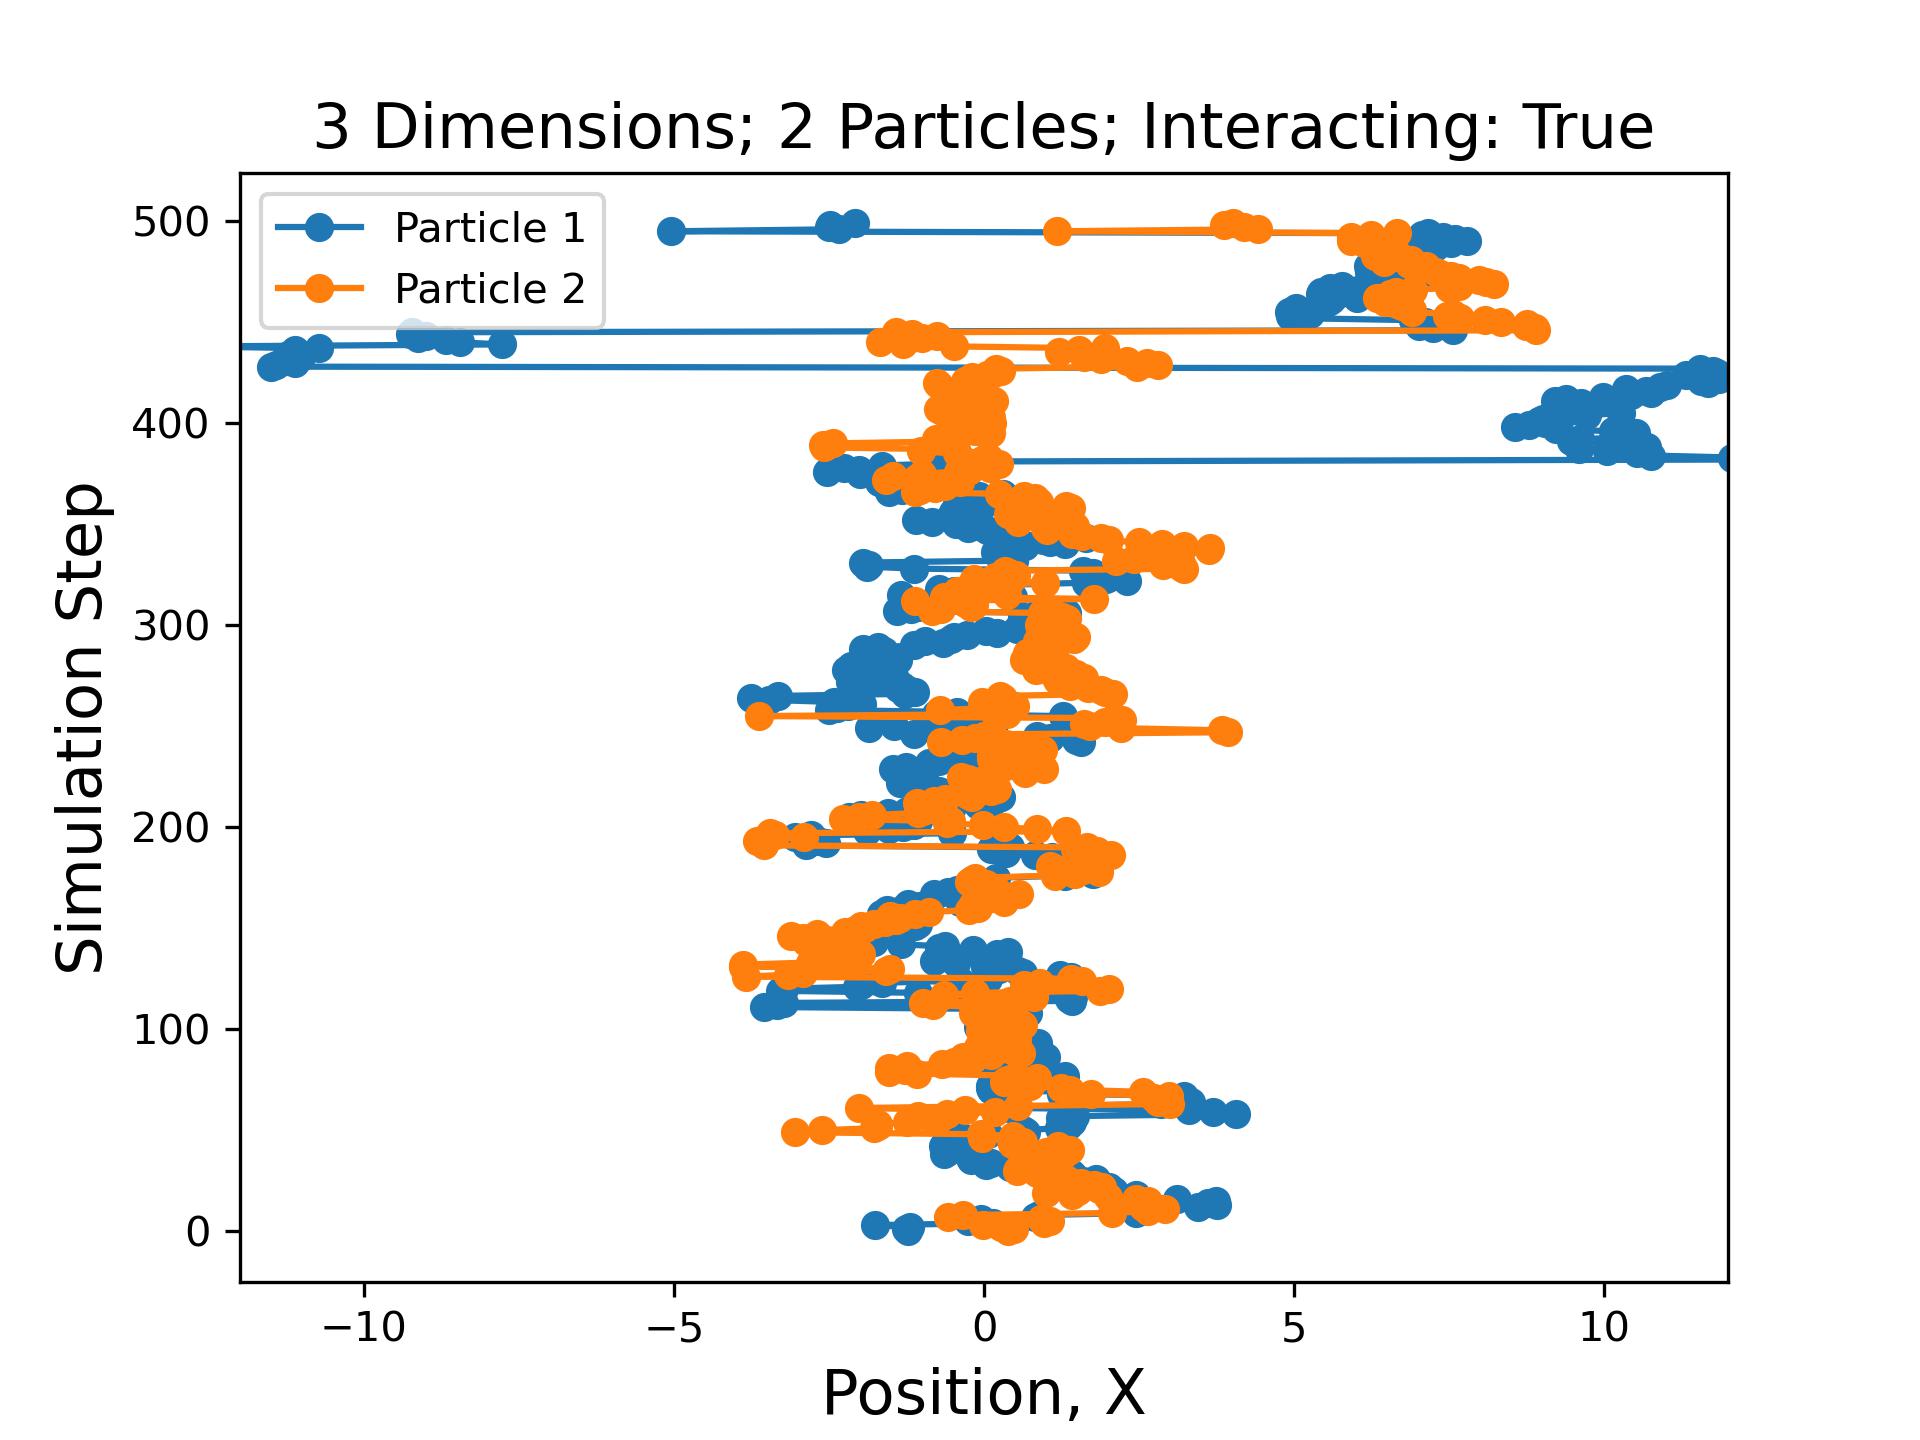 3 Dimensions; 2 Particles; Interacting: True
Particle 1
Particle 2
500
400
300
200
100
0
Simulation Step
−10
−5
0
5
10
Position, X